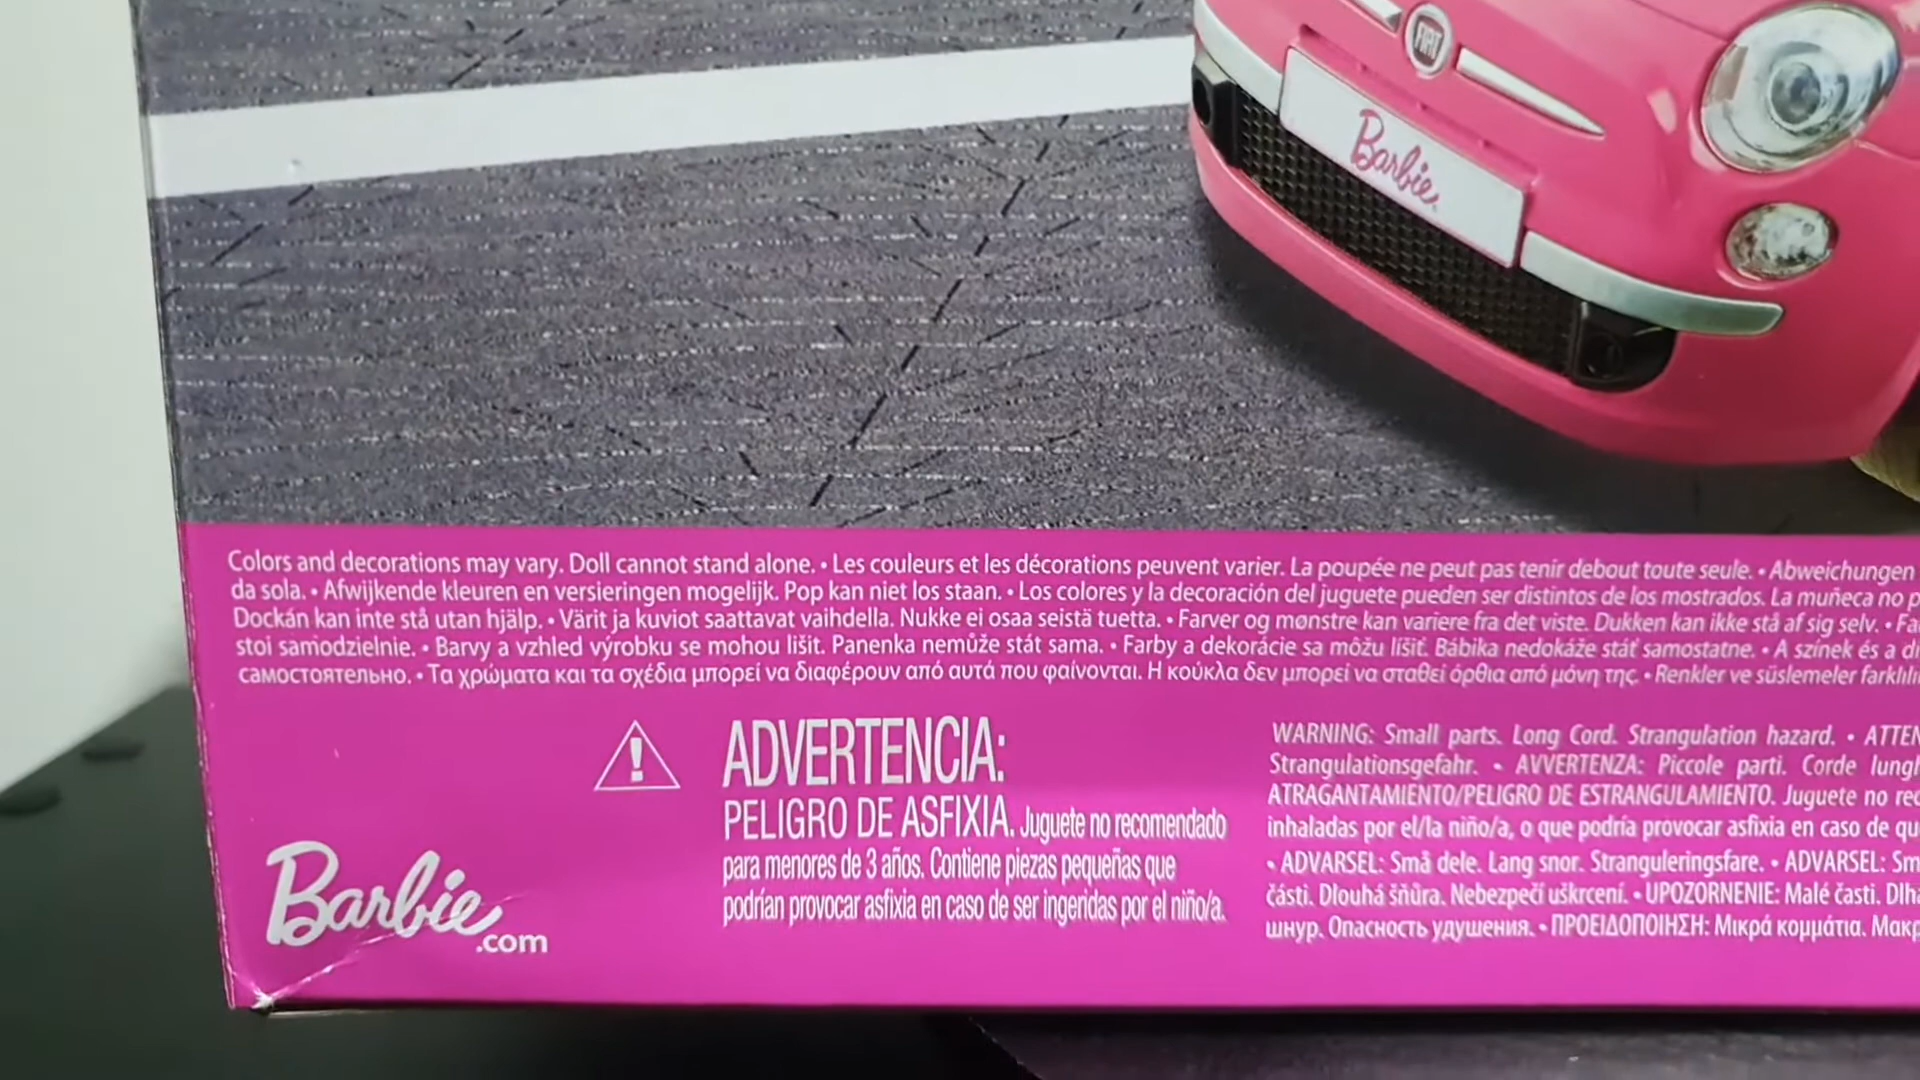 FIAT
Barbie
Colors and decorations may vary. Doll cannot stand alone. • Les couleurs et les décorations peuvent varier. La poupée ne peut pas tenir debout toute seule. • Abweichungen
da sola. • Afwijkende kleuren en versieringen mogelijk. Pop kan niet los staan. • Los colores y la decoración del juguete pueden ser distintos de los mostrados. La muñeca no p
Dockán kan inte stå utan hjälp. • Värit ja kuviot saattavat vaihdella. Nukke ei osaa seistä tuetta. • Farver og mønstre kan variere fra det viste. Dukken kan ikke stå af sig selv. • Fa
stoi samodzielnie. • Barvy a vzhled výrobku se mohou lišit. Panenka nemůže stát sama. • Farby a dekorácie sa môžu líšiť. Bábika nedokáže stáť samostatne. • A színek és a di
самостоятельно. • Τα χρώματα και τα σχέδια μπορεί να διαφέρουν από αυτά που φαίνονται. Η κούκλα δεν μπορεί να σταθεί όρθια από μόνη της. • Renkler ve süslemeler farklılı
ADVERTENCIA:
PELIGRO DE ASFIXIA. Juguete no recomendado
para menores de 3 años. Contiene piezas pequeñas que
podrían provocar asfixia en caso de ser ingeridas por el niño/a.
WARNING: Small parts. Long Cord. Strangulation hazard. • ATTEN
Strangulationsgefahr. • AVVERTENZA: Piccole parti. Corde lungh
ATRAGANTAMIENTO/PELIGRO DE ESTRANGULAMIENTO. Juguete no rec
inhaladas por el/la niño/a, o que podría provocar asfixia en caso de qu
• ADVARSEL: Små dele. Lang snor. Stranguleringsfare. • ADVARSEL: Sm
části. Dlouhá šňůra. Nebezpečí uškrcení. • UPOZORNENIE: Malé časti. Dlhá
шнур. Опасность удушения. • ΠΡΟΕΙΔΟΠΟΙΗΣΗ: Μικρά κομμάτια. Μακρ
Barbie.com